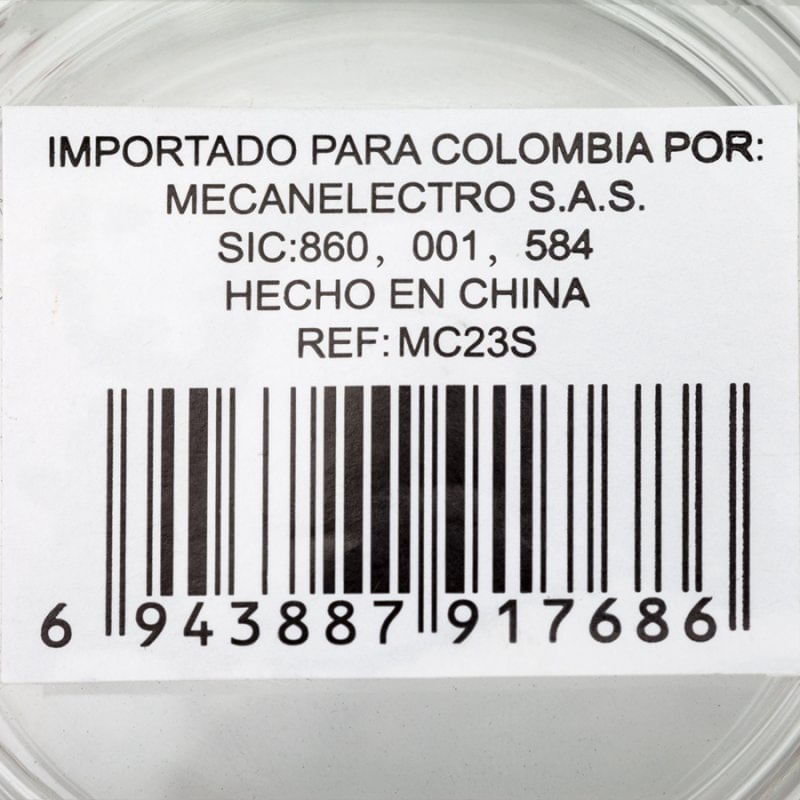 IMPORTADO PARA COLOMBIA POR:
MECANELECTRO S.A.S.
SIC:860, 001, 584
HECHO EN CHINA
REF:MC23S
6 943887 917686